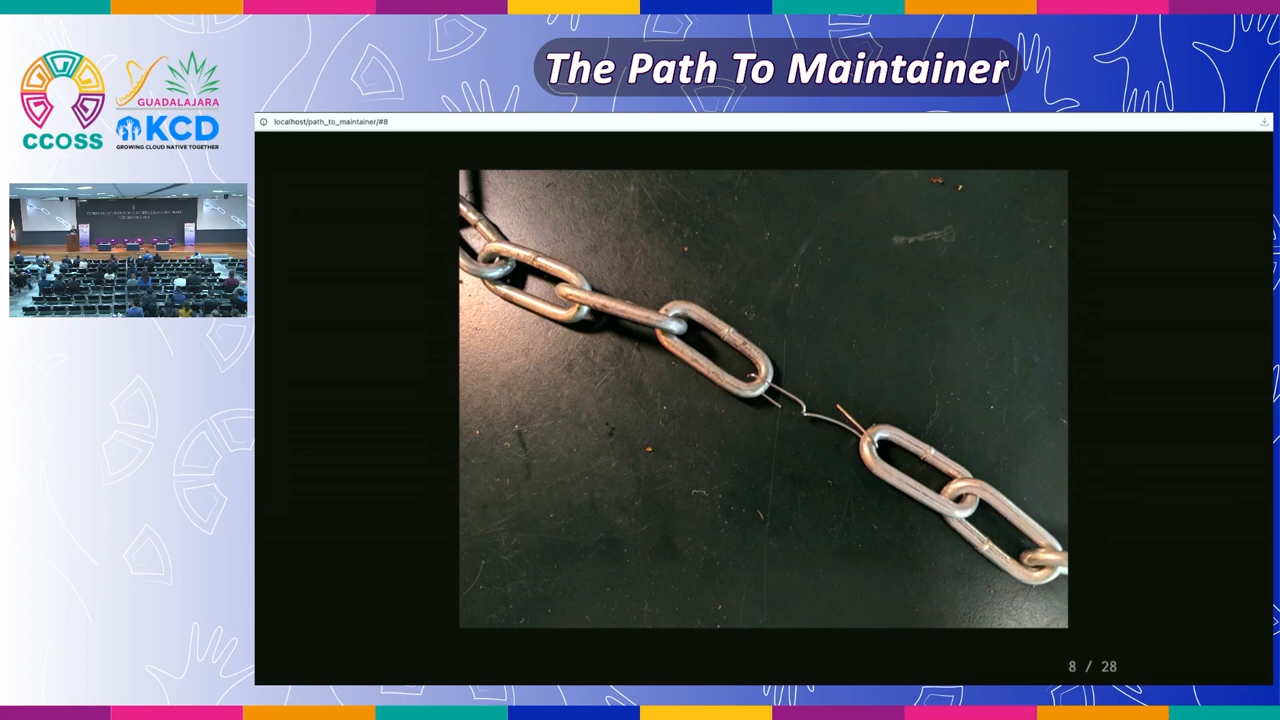 The Path To Maintainer
GUADALAJARA
KCD
GROWING CLOUD NATIVE TOGETHER
CCOSS
localhost/path_to_maintainer/#8
8 / 28